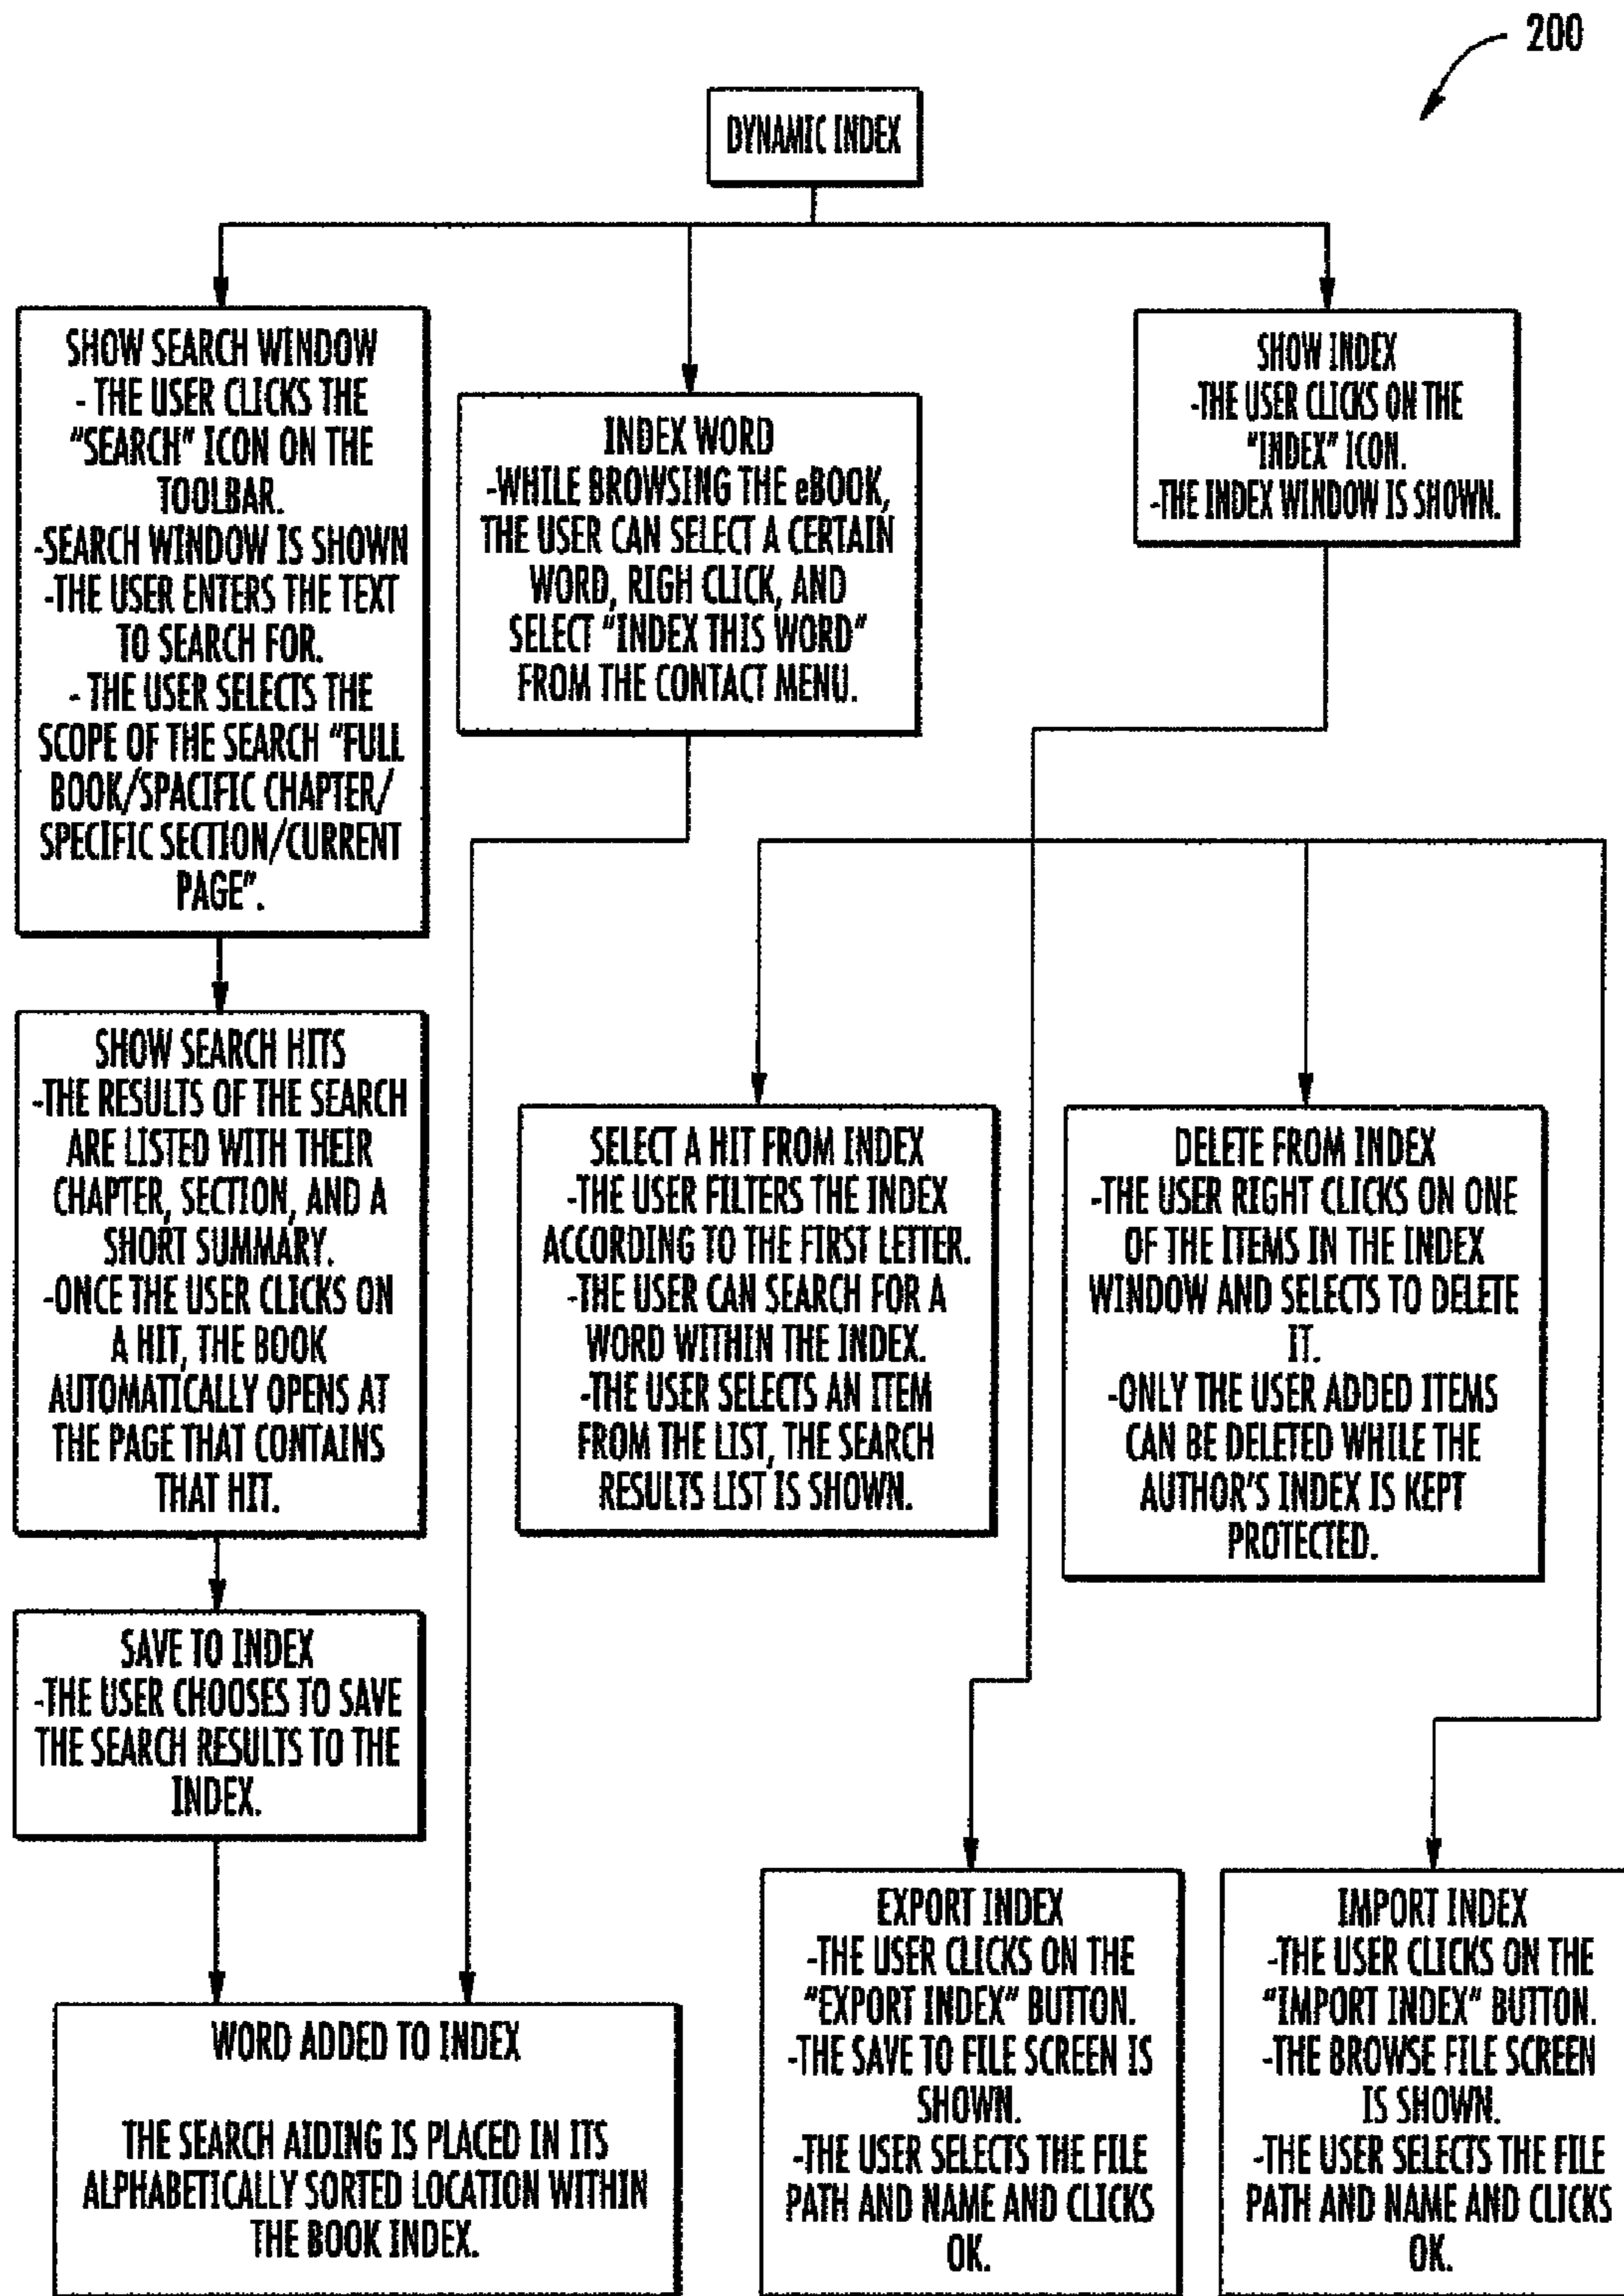 200
DYNAMIC INDEX
SHOW SEARCH WINDOW
- THE USER CLICKS THE
"SEARCH" ICON ON THE
TOOLBAR.
-SEARCH WINDOW IS SHOWN
-THE USER ENTERS THE TEXT
TO SEARCH FOR.
- THE USER SELECTS THE
SCOPE OF THE SEARCH "FULL
BOOK/SPACIFIC CHAPTER/
SPECIFIC SECTION/CURRENT
PAGE".
INDEX WORD
-WHILE BROWSING THE eBOOK,
THE USER CAN SELECT A CERTAIN
WORD, RIGH CLICK, AND
SELECT "INDEX THIS WORD"
FROM THE CONTACT MENU.
SHOW INDEX
-THE USER CLICKS ON THE
"INDEX" ICON.
-THE INDEX WINDOW IS SHOWN.
SHOW SEARCH HITS
-THE RESULTS OF THE SEARCH
ARE LISTED WITH THEIR
CHAPTER, SECTION, AND A
SHORT SUMMARY.
-ONCE THE USER CLICKS ON
A HIT, THE BOOK
AUTOMATICALLY OPENS AT
THE PAGE THAT CONTAINS
THAT HIT.
SELECT A HIT FROM INDEX
-THE USER FILTERS THE INDEX
ACCORDING TO THE FIRST LETTER.
-THE USER CAN SEARCH FOR A
WORD WITHIN THE INDEX.
-THE USER SELECTS AN ITEM
FROM THE LIST, THE SEARCH
RESULTS LIST IS SHOWN.
DELETE FROM INDEX
-THE USER RIGHT CLICKS ON ONE
OF THE ITEMS IN THE INDEX
WINDOW AND SELECTS TO DELETE
IT.
-ONLY THE USER ADDED ITEMS
CAN BE DELETED WHILE THE
AUTHOR'S INDEX IS KEPT
PROTECTED.
SAVE TO INDEX
-THE USER CHOOSES TO SAVE
THE SEARCH RESULTS TO THE
INDEX.
WORD ADDED TO INDEX
THE SEARCH AIDING IS PLACED IN ITS
ALPHABETICALLY SORTED LOCATION WITHIN
THE BOOK INDEX.
EXPORT INDEX
-THE USER CLICKS ON THE
"EXPORT INDEX" BUTTON.
-THE SAVE TO FILE SCREEN IS
SHOWN.
-THE USER SELECTS THE FILE
PATH AND NAME AND CLICKS
OK.
IMPORT INDEX
-THE USER CLICKS ON THE
"IMPORT INDEX" BUTTON.
-THE BROWSE FILE SCREEN
IS SHOWN.
-THE USER SELECTS THE FILE
PATH AND NAME AND CLICKS
OK.